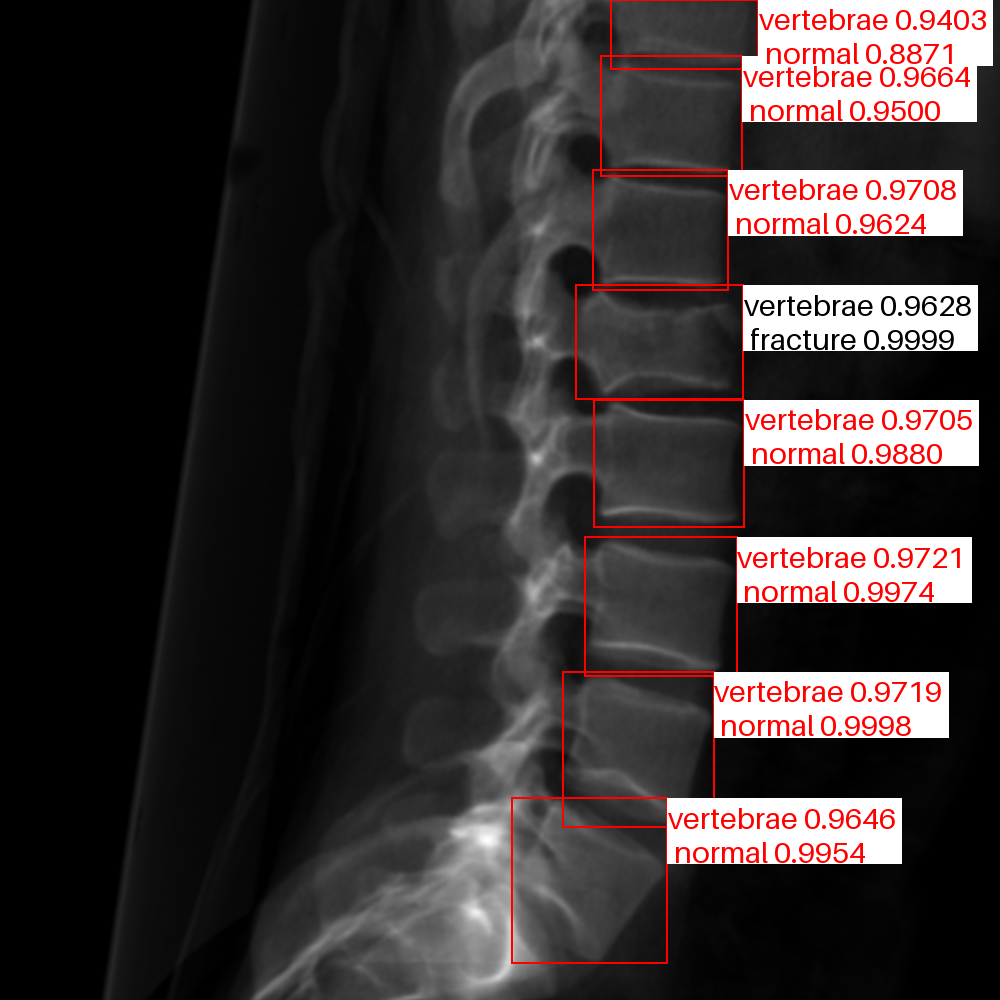 vertebrae 0.9403
normal 0.8871
vertebrae 0.9664
normal 0.9500
vertebrae 0.9708
normal 0.9624
vertebrae 0.9628
fracture 0.9999
vertebrae 0.9705
normal 0.9880
vertebrae 0.9721
normal 0.9974
vertebrae 0.9719
normal 0.9998
vertebrae 0.9646
normal 0.9954